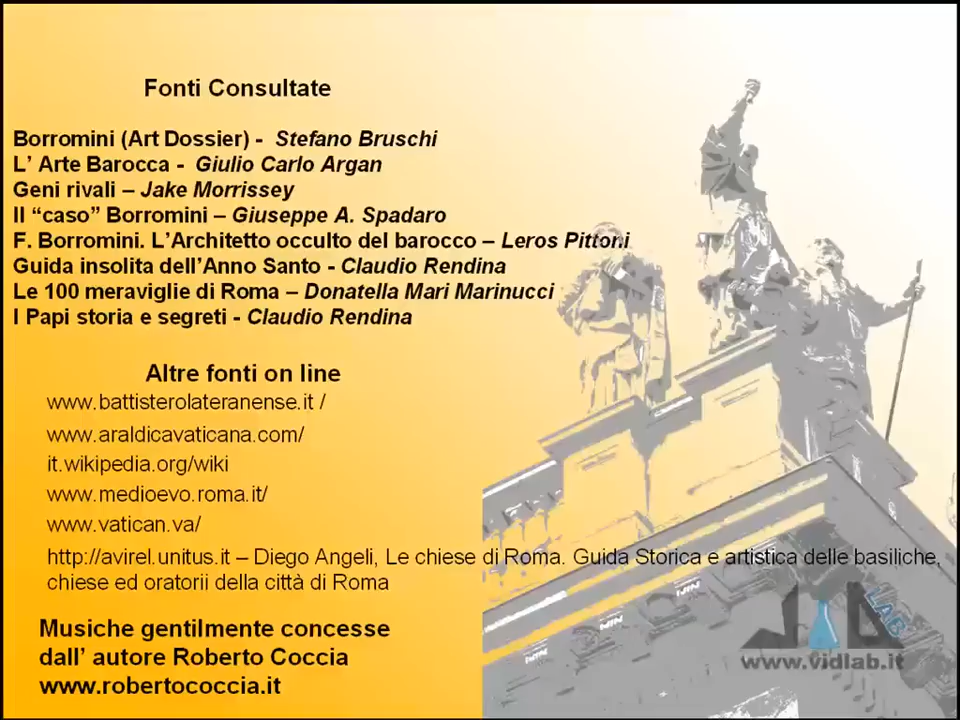 Fonti Consultate
Borromini (Art Dossier) - Stefano Bruschi
L' Arte Barocca - Giulio Carlo Argan
Geni rivali – Jake Morrissey
Il “caso” Borromini – Giuseppe A. Spadaro
F. Borromini. L'Architetto occulto del barocco – Leros Pittoni
Guida insolita dell'Anno Santo - Claudio Rendina
Le 100 meraviglie di Roma – Donatella Mari Marinucci
I Papi storia e segreti - Claudio Rendina
Altre fonti on line
www.battisterolateranense.it /
www.araldicavaticana.com/
it.wikipedia.org/wiki
www.medioevo.roma.it/
www.vatican.va/
http://avirel.unitus.it – Diego Angeli, Le chiese di Roma. Guida Storica e artistica delle basiliche,
chiese ed oratorii della città di Roma
Musiche gentilmente concesse
dall' autore Roberto Coccia
www.robertococcia.it
LAB
www.vidlab.it